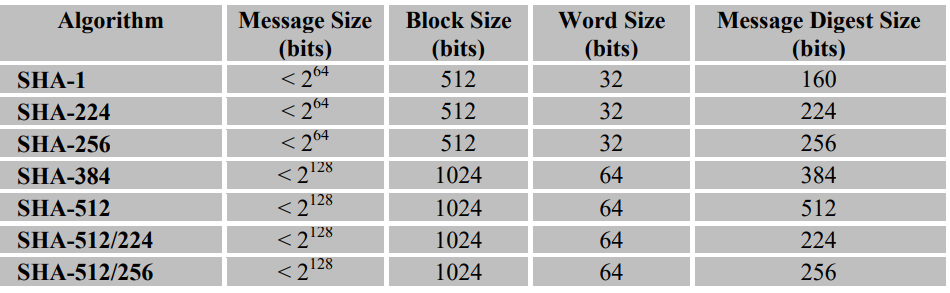 Algorithm Message Size (bits) Block Size (bits) Word Size (bits) Message Digest Size (bits)
SHA-1 < 2^64 512 32 160
SHA-224 < 2^64 512 32 224
SHA-256 < 2^64 512 32 256
SHA-384 < 2^128 1024 64 384
SHA-512 < 2^128 1024 64 512
SHA-512/224 < 2^128 1024 64 224
SHA-512/256 < 2^128 1024 64 256